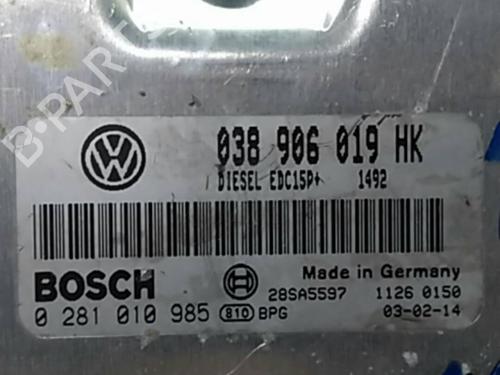 B-PARTS
VW
038 906 019 HK
DIESEL EDC15P+ 1492
BOSCH
Made in Germany
28SA5597 1126 0150
0 281 010 985 810 BPG 03-02-14